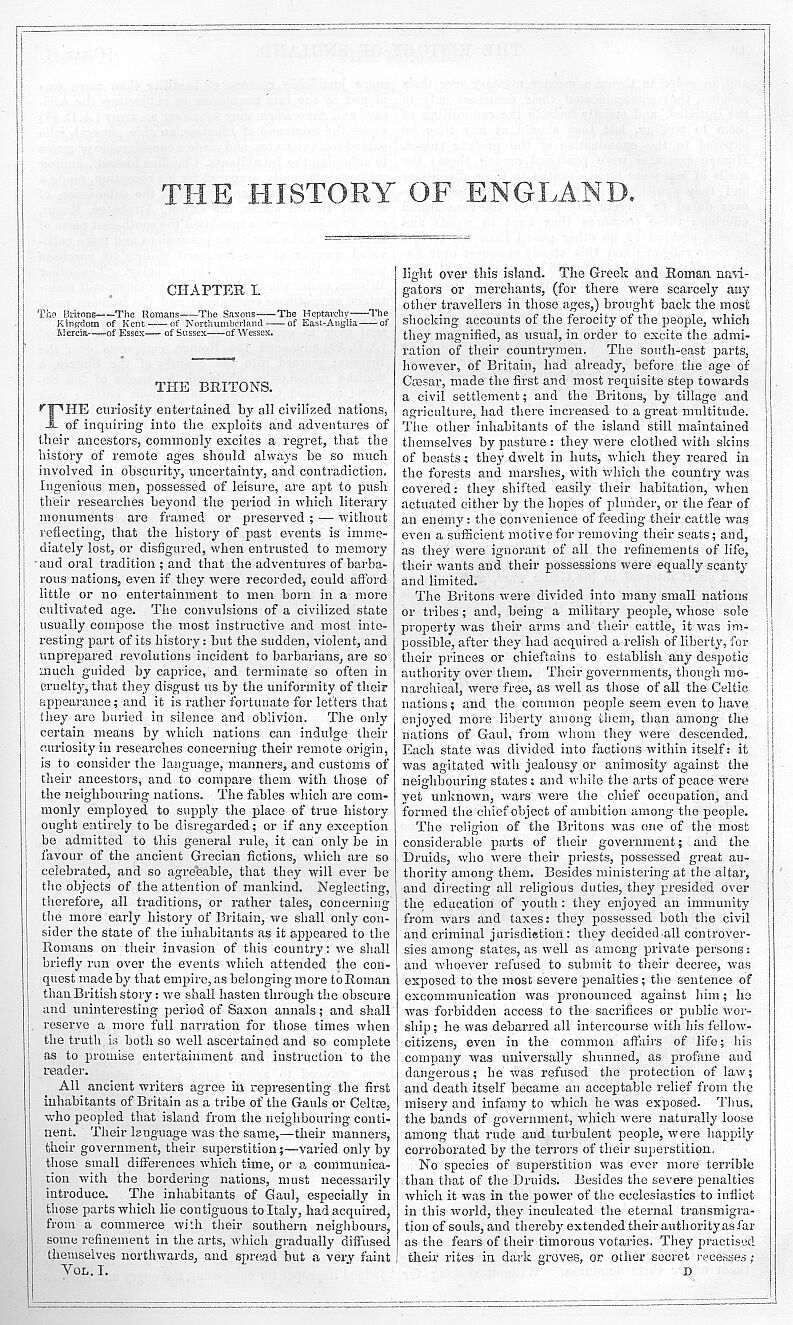 THE HISTORY OF ENGLAND.
CHAPTER I.
The Britons——The Romans——The Saxons——The Heptarchy——The
Kingdom of Kent——of Northumberland——of East-Anglia——of
Mercia——of Essex——of Sussex——of Wessex.
THE BRITONS.
THE curiosity entertained by all civilized nations,
of inquiring into the exploits and adventures of
their ancestors, commonly excites a regret, that the
history of remote ages should always be so much
involved in obscurity, uncertainty, and contradiction.
Ingenious men, possessed of leisure, are apt to push
their researches beyond the period in which literary
monuments are framed or preserved ; — without
reflecting, that the history of past events is imme-
diately lost, or disfigured, when entrusted to memory
and oral tradition ; and that the adventures of barba-
rous nations, even if they were recorded, could afford
little or no entertainment to men born in a more
cultivated age. The convulsions of a civilized state
usually compose the most instructive and most inte-
resting part of its history : but the sudden, violent, and
unprepared revolutions incident to barbarians, are so
much guided by caprice, and terminate so often in
cruelty, that they disgust us by the uniformity of their
appearance ; and it is rather fortunate for letters that
they are buried in silence and oblivion. The only
certain means by which nations can indulge their
curiosity in researches concerning their remote origin,
is to consider the language, manners, and customs of
their ancestors, and to compare them with those of
the neighbouring nations. The fables which are com-
monly employed to supply the place of true history
ought entirely to be disregarded ; or if any exception
be admitted to this general rule, it can only be in
favour of the ancient Grecian fictions, which are so
celebrated, and so agreeable, that they will ever be
the objects of the attention of mankind. Neglecting,
therefore, all traditions, or rather tales, concerning
the more early history of Britain, we shall only con-
sider the state of the inhabitants as it appeared to the
Romans on their invasion of this country : we shall
briefly run over the events which attended the con-
quest made by that empire, as belonging more to Roman
than British story : we shall hasten through the obscure
and uninteresting period of Saxon annals ; and shall
reserve a more full narration for those times when
the truth is both so well ascertained and so complete
as to promise entertainment and instruction to the
reader.
All ancient writers agree in representing the first
inhabitants of Britain as a tribe of the Gauls or Celtæ,
who peopled that island from the neighbouring conti-
nent. Their language was the same,—their manners,
their government, their superstition ;—varied only by
those small differences which time, or a communica-
tion with the bordering nations, must necessarily
introduce. The inhabitants of Gaul, especially in
those parts which lie contiguous to Italy, had acquired,
from a commerce with their southern neighbours,
some refinement in the arts, which gradually diffused
themselves northwards, and spread but a very faint
VOL. I.
light over this island. The Greek and Roman navi-
gators or merchants, (for there were scarcely any
other travellers in those ages,) brought back the most
shocking accounts of the ferocity of the people, which
they magnified, as usual, in order to excite the admi-
ration of their countrymen. The south-east parts,
however, of Britain, had already, before the age of
Cæsar, made the first and most requisite step towards
a civil settlement ; and the Britons, by tillage and
agriculture, had there increased to a great multitude.
The other inhabitants of the island still maintained
themselves by pasture : they were clothed with skins
of beasts : they dwelt in huts, which they reared in
the forests and marshes, with which the country was
covered : they shifted easily their habitation, when
actuated either by the hopes of plunder, or the fear of
an enemy : the convenience of feeding their cattle was
even a sufficient motive for removing their seats ; and,
as they were ignorant of all the refinements of life,
their wants and their possessions were equally scanty
and limited.
The Britons were divided into many small nations
or tribes ; and, being a military people, whose sole
property was their arms and their cattle, it was im-
possible, after they had acquired a relish of liberty, for
their princes or chieftains to establish any despotic
authority over them. Their governments, though mo-
narchical, were free, as well as those of all the Celtic
nations ; and the common people seem even to have
enjoyed more liberty among them, than among the
nations of Gaul, from whom they were descended.
Each state was divided into factions within itself : it
was agitated with jealousy or animosity against the
neighbouring states : and while the arts of peace were
yet unknown, wars were the chief occupation, and
formed the chief object of ambition among the people.
The religion of the Britons was one of the most
considerable parts of their government ; and the
Druids, who were their priests, possessed great au-
thority among them. Besides ministering at the altar,
and directing all religious duties, they presided over
the education of youth : they enjoyed an immunity
from wars and taxes : they possessed both the civil
and criminal jurisdiction : they decided all controver-
sies among states, as well as among private persons :
and whoever refused to submit to their decree, was
exposed to the most severe penalties ; the sentence of
excommunication was pronounced against him ; he
was forbidden access to the sacrifices or public wor-
ship ; he was debarred all intercourse with his fellow-
citizens, even in the common affairs of life ; his
company was universally shunned, as profane and
dangerous ; he was refused the protection of law ;
and death itself became an acceptable relief from the
misery and infamy to which he was exposed. Thus,
the bands of government, which were naturally loose
among that rude and turbulent people, were happily
corroborated by the terrors of their superstition.
No species of superstition was ever more terrible
than that of the Druids. Besides the severe penalties
which it was in the power of the ecclesiastics to inflict
in this world, they inculcated the eternal transmigra-
tion of souls, and thereby extended their authority as far
as the fears of their timorous votaries. They practised
their rites in dark groves, or other secret recesses ;
D